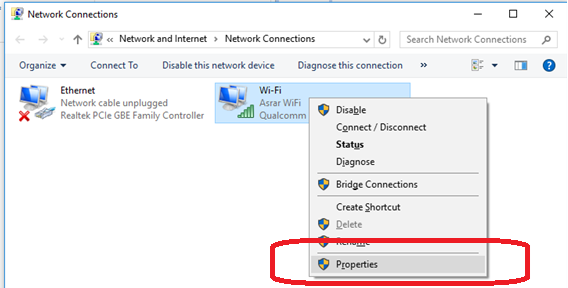 Network Connections
Network and Internet
Network Connections
Search Network Connections
Organize
Connect To
Disable this network device
Diagnose this connection
»
Ethernet
Network cable unplugged
Realtek PCIe GBE Family Controller
Wi-Fi
Asrar WiFi
Qualcomm
Disable
Connect / Disconnect
Status
Diagnose
Bridge Connections
Create Shortcut
Delete
Rename
Properties